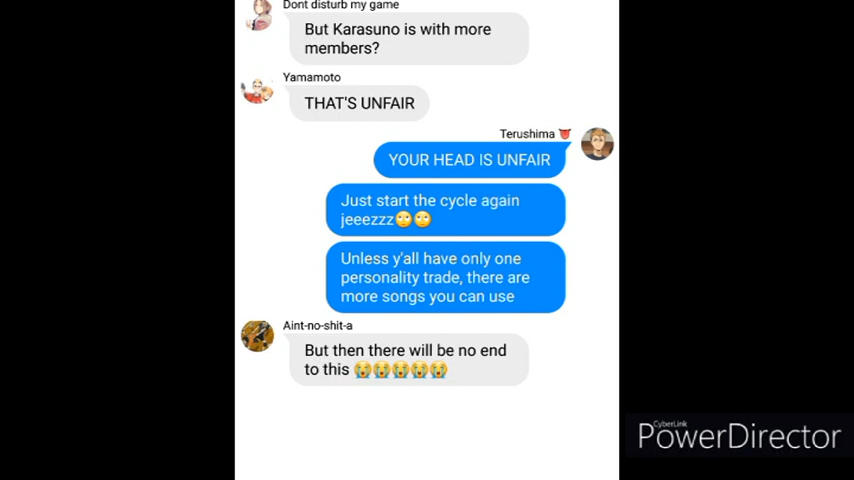 Dont disturb my game
But Karasuno is with more
members?
Yamamoto
THAT'S UNFAIR
Terushima 👅
YOUR HEAD IS UNFAIR
Just start the cycle again
jeeezzz🙄🙄
Unless y'all have only one
personality trade, there are
more songs you can use
Aint-no-shit-a
But then there will be no end
to this 😭😭😭😭😭
CyberLink
PowerDirector